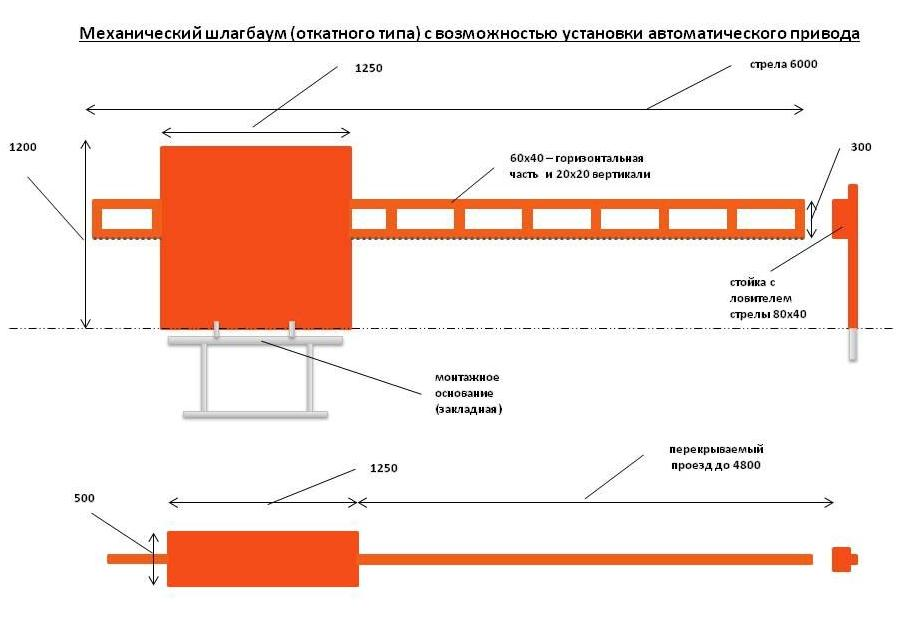 Механический шлагбаум (откатного типа) с возможностью установки автоматического привода
1250
стрела 6000
1200
60х40 – горизонтальная
часть и 20х20 вертикали
300
стойка с
ловителем
стрелы 80х40
монтажное
основание
(закладная)
перекрываемый
проезд до 4800
1250
500